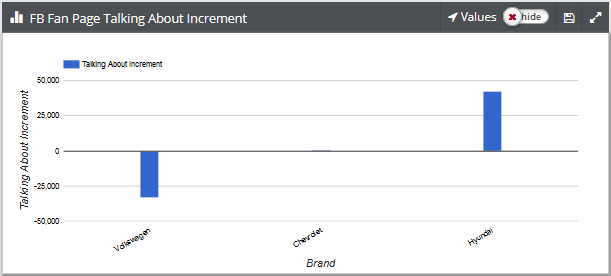 FB Fan Page Talking About Increment
Values
hide
Talking About Increment
50,000
25,000
0
-25,000
-50,000
Talking About Increment
Volkswagen
Chevrolet
Hyundai
Brand